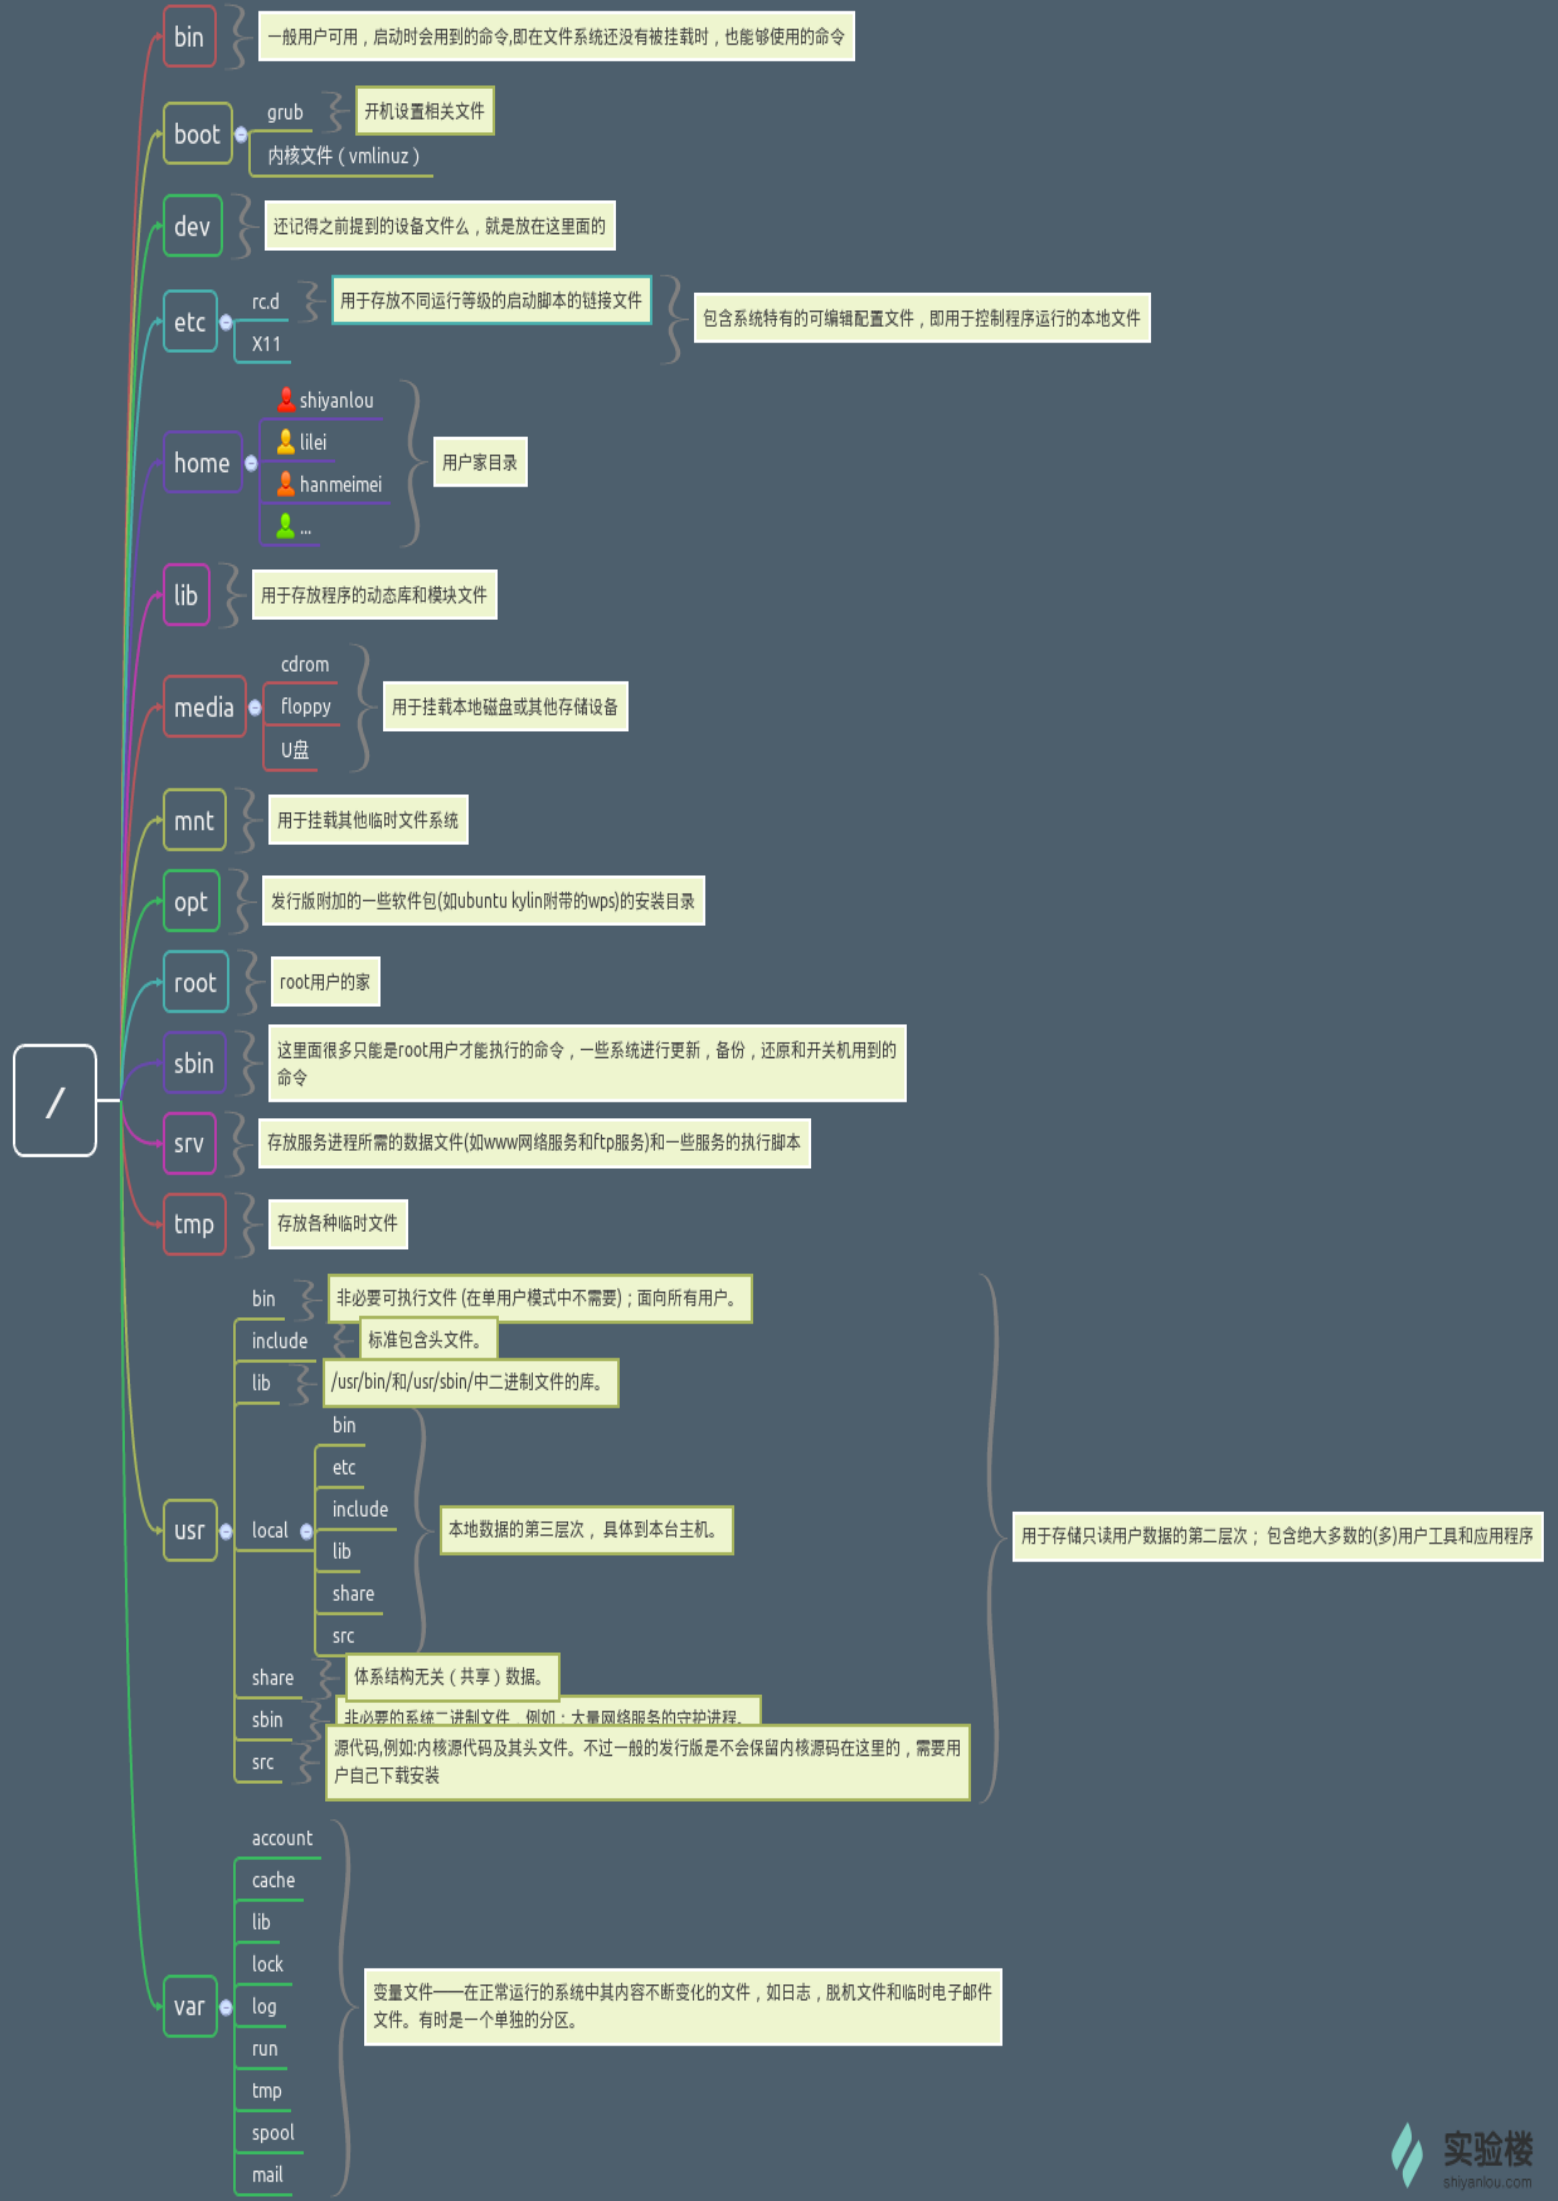 /
bin
一般用户可用，启动时会用到的命令,即在文件系统还没有被挂载时，也能够使用的命令
boot
grub
开机设置相关文件
内核文件（vmlinuz）
dev
还记得之前提到的设备文件么，就是放在这里面的
etc
rc.d
用于存放不同运行等级的启动脚本的链接文件
X11
包含系统特有的可编辑配置文件，即用于控制程序运行的本地文件
home
shiyanlou
lilei
hanmeimei
...
用户家目录
lib
用于存放程序的动态库和模块文件
media
cdrom
floppy
U盘
用于挂载本地磁盘或其他存储设备
mnt
用于挂载其他临时文件系统
opt
发行版附加的一些软件包(如ubuntu kylin附带的wps)的安装目录
root
root用户的家
sbin
这里面很多只能是root用户才能执行的命令，一些系统进行更新，备份，还原和开关机用到的
命令
srv
存放服务进程所需的数据文件(如www网络服务和ftp服务)和一些服务的执行脚本
tmp
存放各种临时文件
usr
bin
非必要可执行文件 (在单用户模式中不需要)；面向所有用户。
include
标准包含头文件。
lib
/usr/bin/和/usr/sbin/中二进制文件的库。
local
bin
etc
include
lib
share
src
本地数据的第三层次， 具体到本台主机。
share
体系结构无关（共享）数据。
sbin
非必要的系统二进制文件，例如：大量网络服务的守护进程。
src
源代码,例如:内核源代码及其头文件。不过一般的发行版是不会保留内核源码在这里的，需要用
户自己下载安装
用于存储只读用户数据的第二层次； 包含绝大多数的(多)用户工具和应用程序
var
account
cache
lib
lock
log
run
tmp
spool
mail
变量文件——在正常运行的系统中其内容不断变化的文件，如日志，脱机文件和临时电子邮件
文件。有时是一个单独的分区。
实验楼
shiyanlou.com